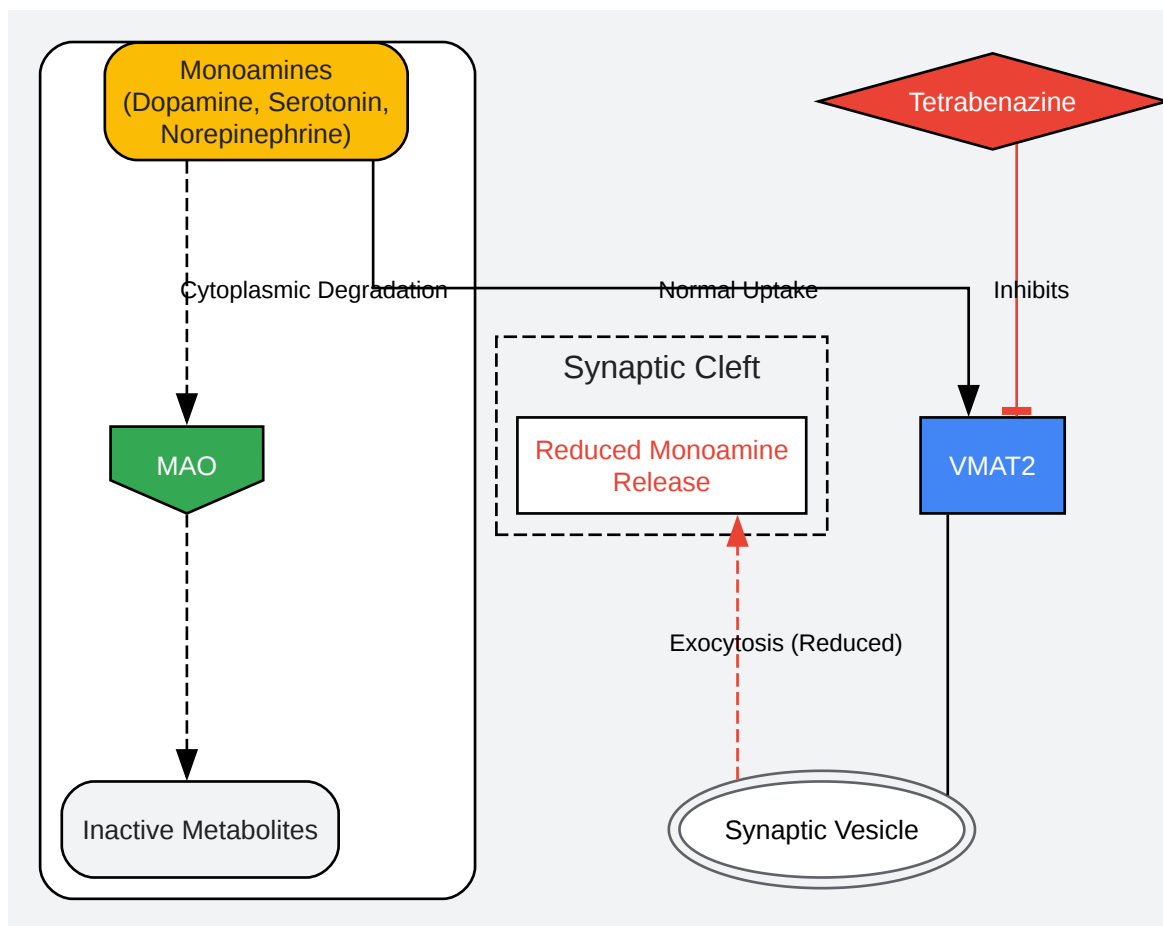 Monoamines
(Dopamine, Serotonin,
Norepinephrine)
Tetrabenazine
Cytoplasmic Degradation
Normal Uptake
Inhibits
Synaptic Cleft
Reduced Monoamine
Release
MAO
VMAT2
Exocytosis (Reduced)
Inactive Metabolites
Synaptic Vesicle